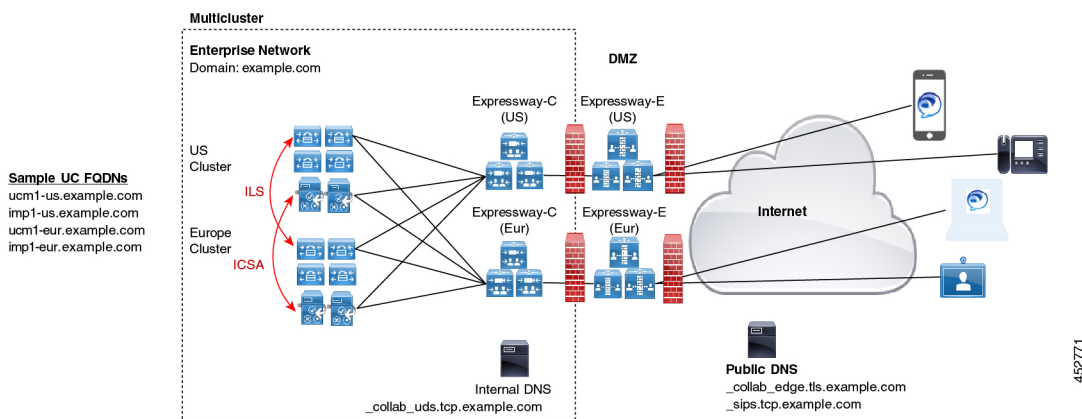 Multicluster
Enterprise Network
Domain: example.com
DMZ
Expressway-C
(US)
Expressway-E
(US)
US
Cluster
Sample UC FQDNs
ucm1-us.example.com
imp1-us.example.com
ucm1-eur.example.com
imp1-eur.example.com
ILS
Europe
Cluster
ICSA
Expressway-C
(Eur)
Expressway-E
(Eur)
Internet
Internal DNS
_collab_uds.tcp.example.com
Public DNS
_collab_edge.tls.example.com
_sips.tcp.example.com
452771